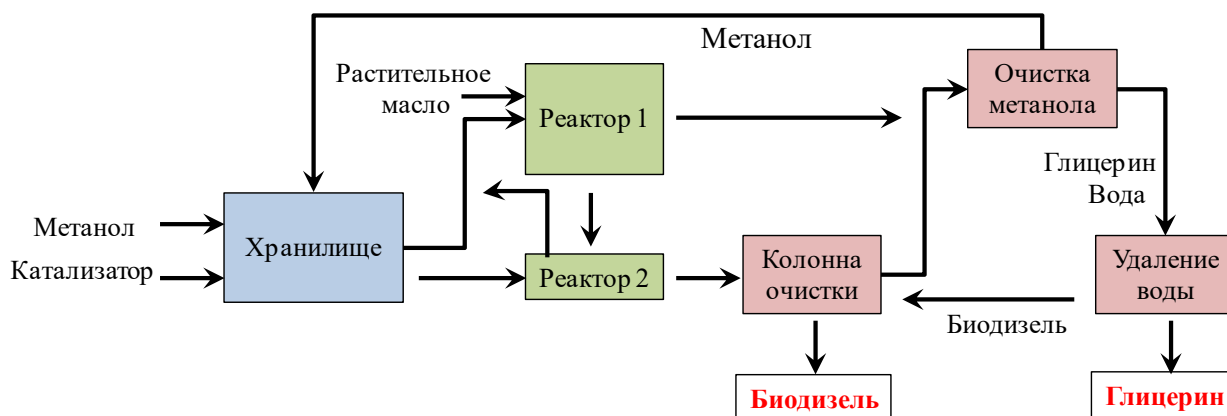 Метанол
Растительное
масло
Реактор 1
Очистка
метанола
Глицерин
Вода
Метанол
Катализатор
Хранилище
Реактор 2
Колонна
очистки
Удаление
воды
Биодизель
Биодизель
Глицерин